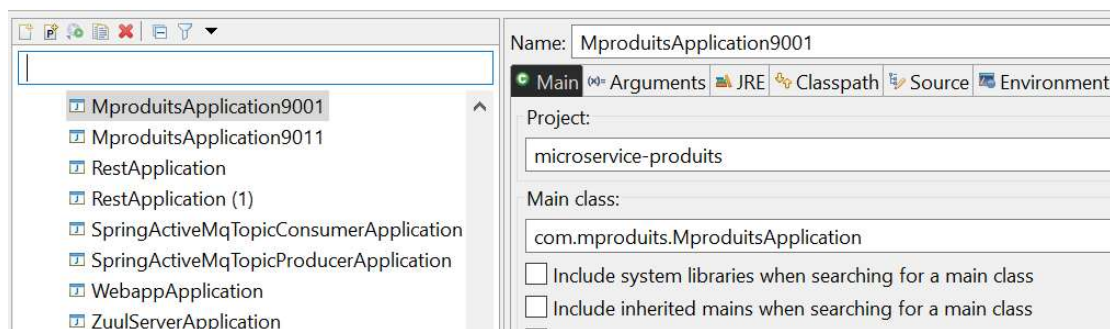 Name: MproduitsApplication9001
Main Arguments JRE Classpath Source Environment
MproduitsApplication9001
MproduitsApplication9011
RestApplication
RestApplication (1)
SpringActiveMqTopicConsumerApplication
SpringActiveMqTopicProducerApplication
WebappApplication
ZuulServerApplication
Project:
microservice-produits
Main class:
com.mproduits.MproduitsApplication
Include system libraries when searching for a main class
Include inherited mains when searching for a main class